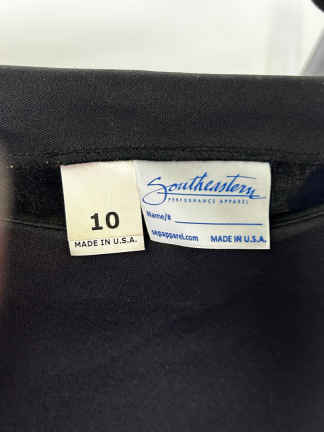 10
MADE IN U.S.A.
Southeastern
PERFORMANCE APPAREL
Name/#
sepapparel.com MADE IN U.S.A.